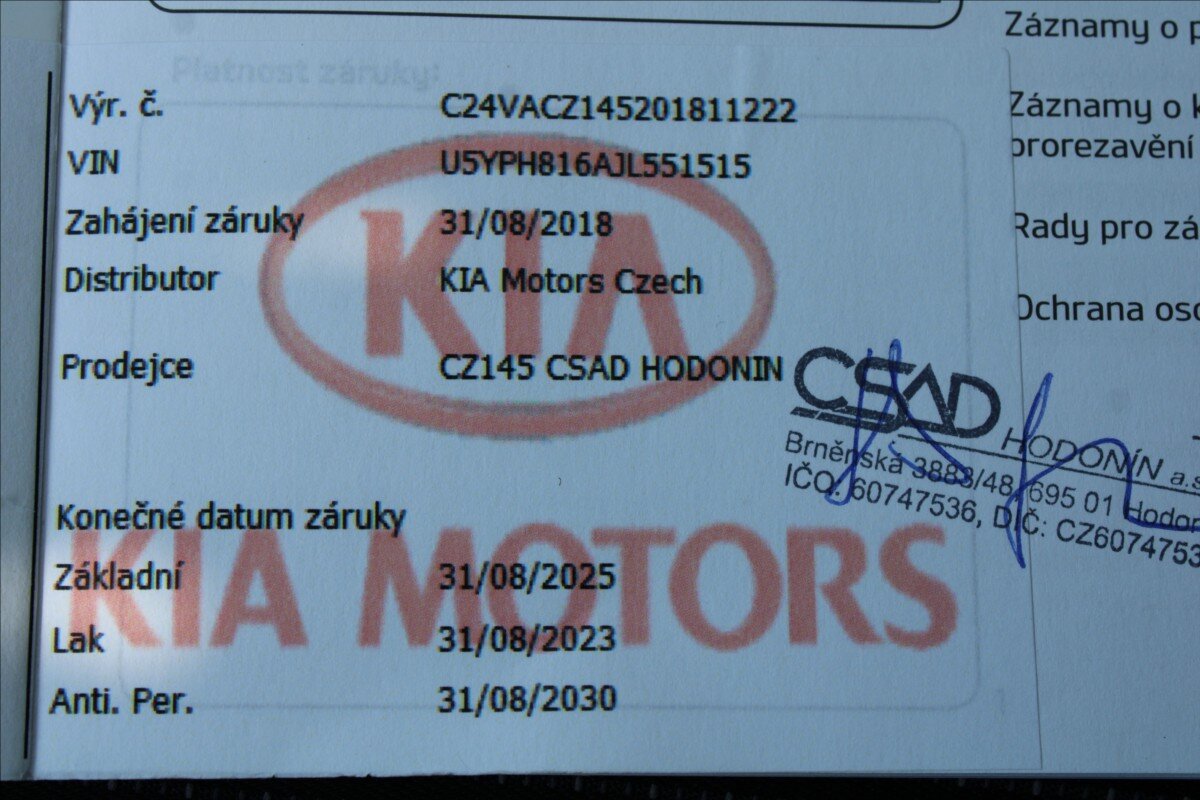 Platnost záruky:
Výr. č. C24VACZ145201811222
VIN U5YPH816AJL551515
Zahájení záruky 31/08/2018
Distributor KIA Motors Czech
Prodejce CZ145 CSAD HODONIN
Konečné datum záruky
Základní 31/08/2025
Lak 31/08/2023
Anti. Per. 31/08/2030
KIA
KIA MOTORS
CSAD
HODONÍN a.s
Brněnská 3883/48, 695 01 Hodon
IČO: 60747536, DIČ: CZ6074753
Záznamy o p
Záznamy o k
prorezavění
Rady pro zá
Ochrana oso
1